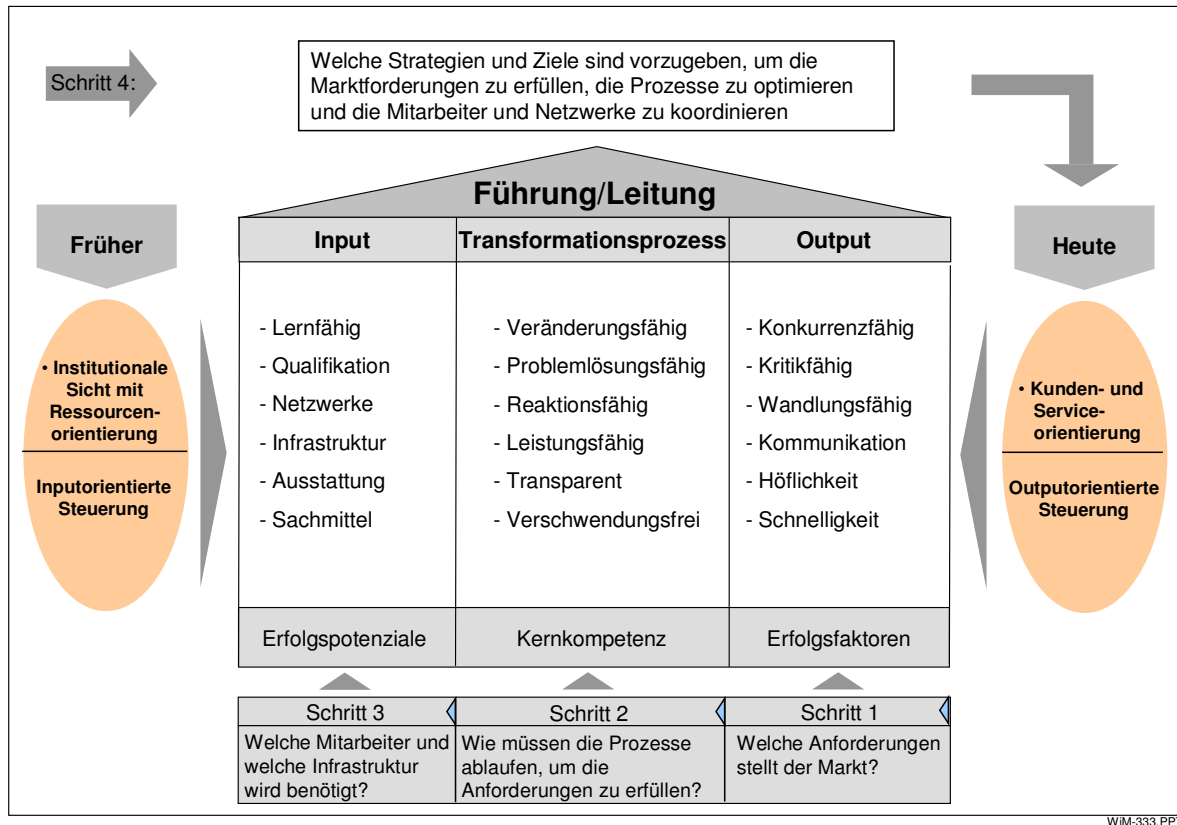 Schritt 4:
Welche Strategien und Ziele sind vorzugeben, um die
Marktforderungen zu erfüllen, die Prozesse zu optimieren
und die Mitarbeiter und Netzwerke zu koordinieren
Führung/Leitung
Früher
Input
Transformationsprozess
Output
Heute
• Institutionale
Sicht mit
Ressourcen-
orientierung
Inputorientierte
Steuerung
- Lernfähig
- Qualifikation
- Netzwerke
- Infrastruktur
- Ausstattung
- Sachmittel
- Veränderungsfähig
- Problemlösungsfähig
- Reaktionsfähig
- Leistungsfähig
- Transparent
- Verschwendungsfrei
- Konkurrenzfähig
- Kritikfähig
- Wandlungsfähig
- Kommunikation
- Höflichkeit
- Schnelligkeit
• Kunden- und
Service-
orientierung
Outputorientierte
Steuerung
Erfolgspotenziale
Kernkompetenz
Erfolgsfaktoren
Schritt 3
Welche Mitarbeiter und
welche Infrastruktur
wird benötigt?
Schritt 2
Wie müssen die Prozesse
ablaufen, um die
Anforderungen zu erfüllen?
Schritt 1
Welche Anforderungen
stellt der Markt?
WiM-333.PPT